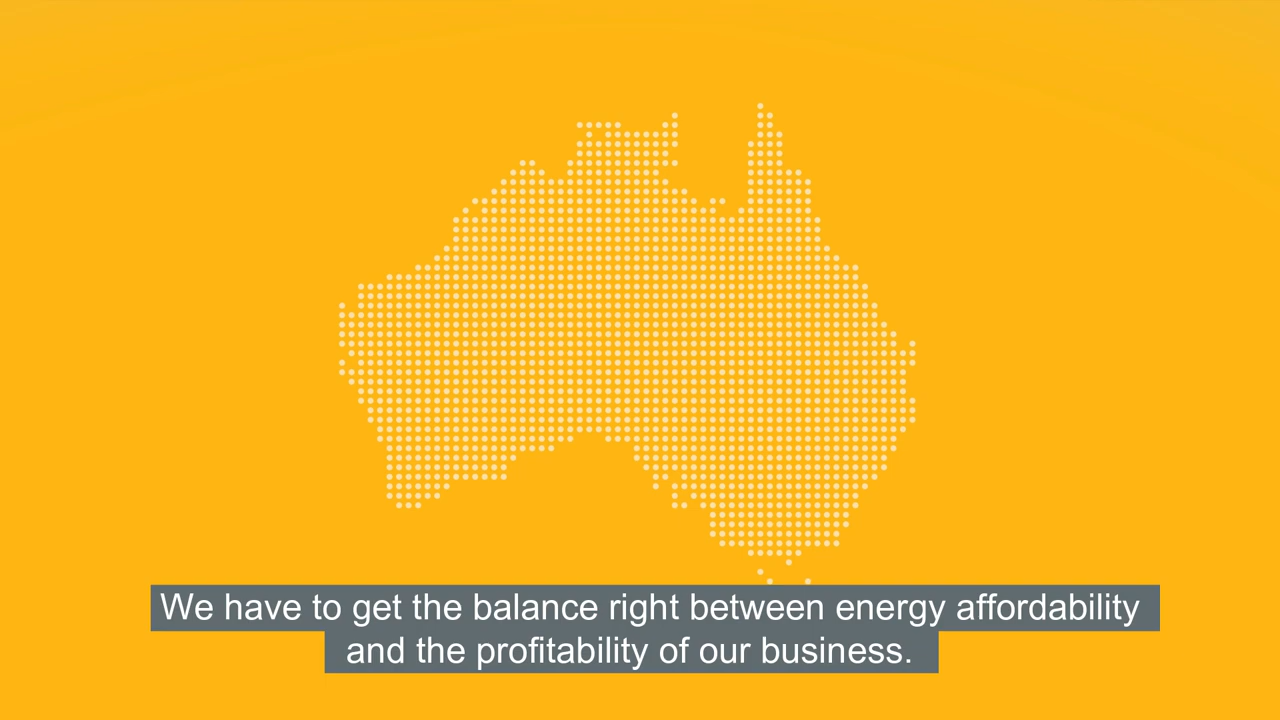 We have to get the balance right between energy affordability
and the profitability of our business.